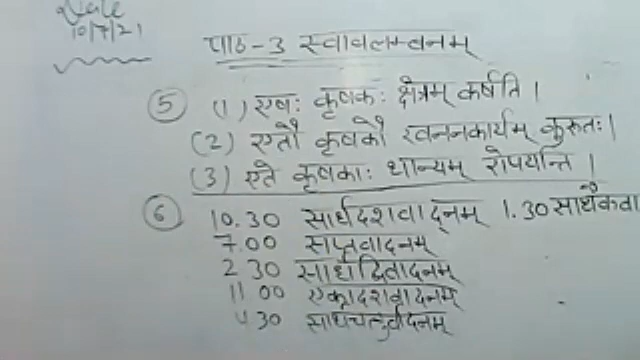 Date
10/7/21
पाठ-3 स्वावलम्बनम्
(5) (1) एषः कृषकः क्षेत्रम् कर्षति।
(2) एतौ कृषकौ खननकार्यम् कुरुतः।
(3) एते कृषकाः धान्यम् रोपयन्ति।
(6) 10.30 सार्धदशवादनम् 1.30 सार्धेकवा
7.00 सप्तवादनम्
2 30 सार्धद्विवादनम्
11 00 एकादशवादनम्
4 30 सार्धचतुर्वादनम्